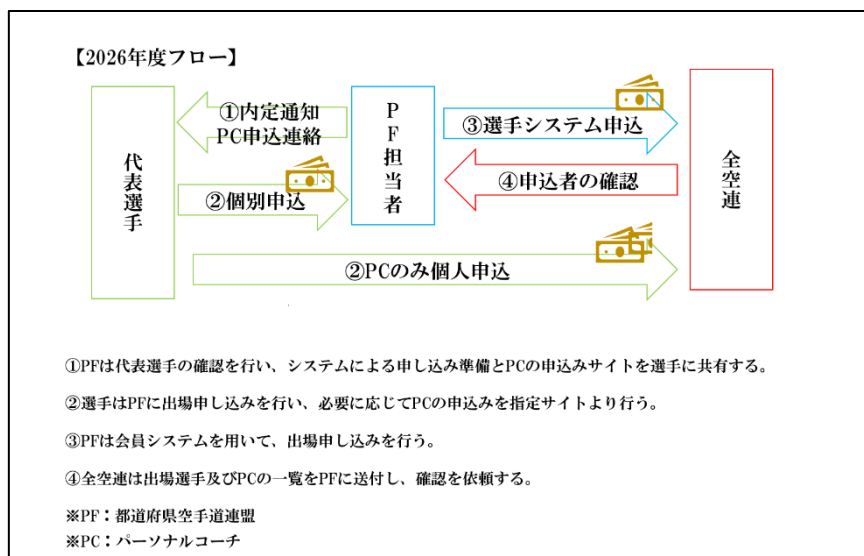 【2026年度フロー】
代表選手
①内定通知
PC申込連絡
PF担当者
③選手システム申込
全空連
④申込者の確認
②個別申込
②PCのみ個人申込
①PFは代表選手の確認を行い、システムによる申し込み準備とPCの申込みサイトを選手に共有する。
②選手はPFに出場申し込みを行い、必要に応じてPCの申込みを指定サイトより行う。
③PFは会員システムを用いて、出場申し込みを行う。
④全空連は出場選手及びPCの一覧をPFに送付し、確認を依頼する。
※PF：都道府県空手道連盟
※PC：パーソナルコーチ